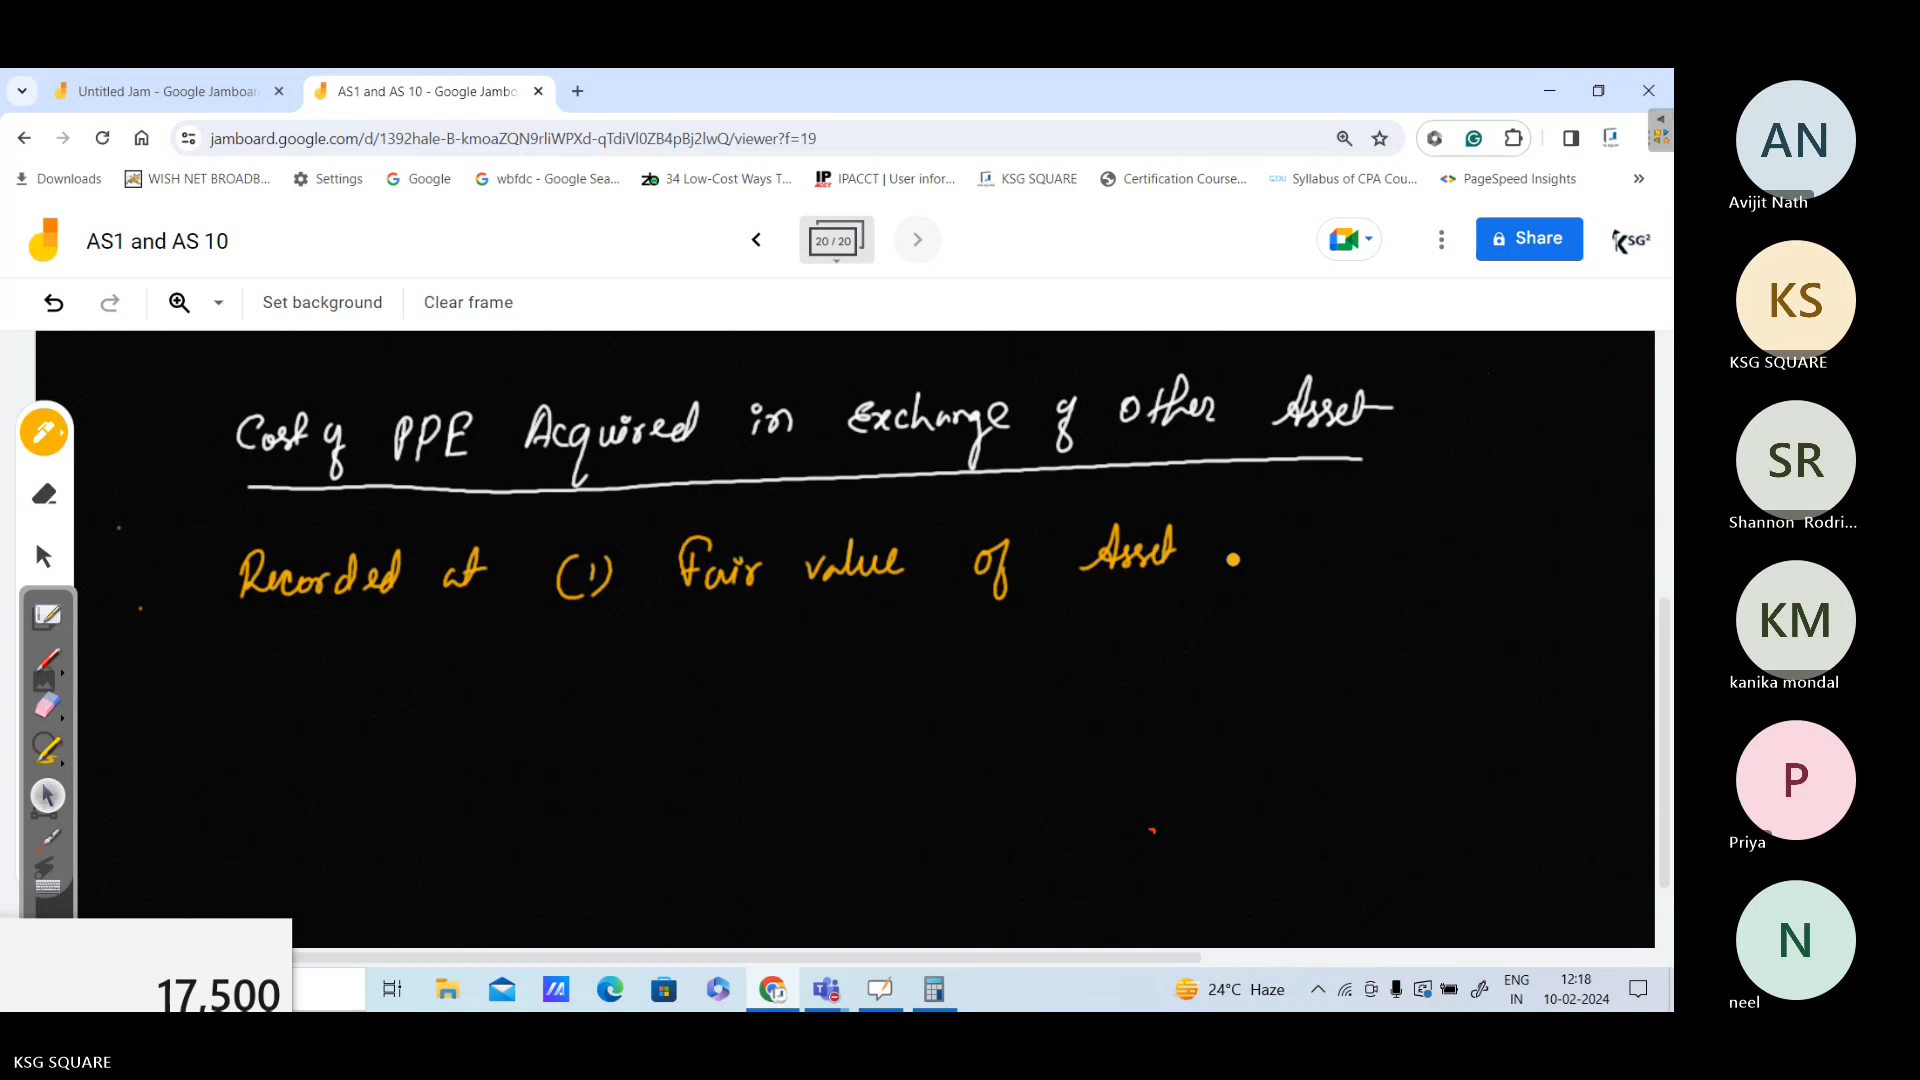 Untitled Jam - Google Jamboar
AS1 and AS 10 - Google Jambo
jamboard.google.com/d/1392hale-B-kmoaZQN9rliWPXd-qTdiVl0ZB4pBj2lwQ/viewer?f=19
Downloads WISH NET BROADB... Settings Google wbfdc - Google Sea... 34 Low-Cost Ways T... IPACCT | User infor... KSG SQUARE Certification Course... Syllabus of CPA Cou... PageSpeed Insights
AS1 and AS 10
20 / 20
Share
KSG²
Set background Clear frame
Cost of PPE Acquired in Exchange of Other Asset
Recorded at (1) Fair value of Asset
17,500
24°C Haze
ENG
IN
12:18
10-02-2024
AN
Avijit Nath
KS
KSG SQUARE
SR
Shannon Rodri...
KM
kanika mondal
P
Priya
N
neel
KSG SQUARE